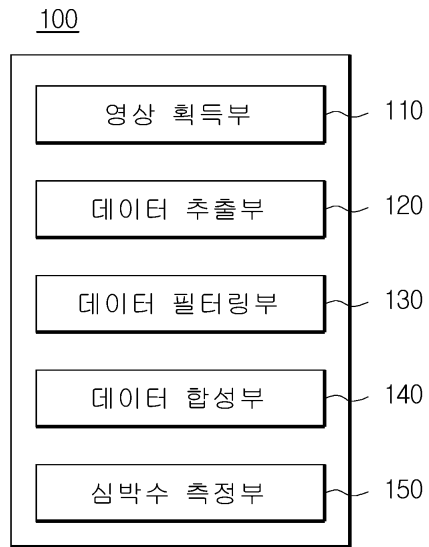 100
영상 획득부 110
데이터 추출부 120
데이터 필터링부 130
데이터 합성부 140
심박수 측정부 150